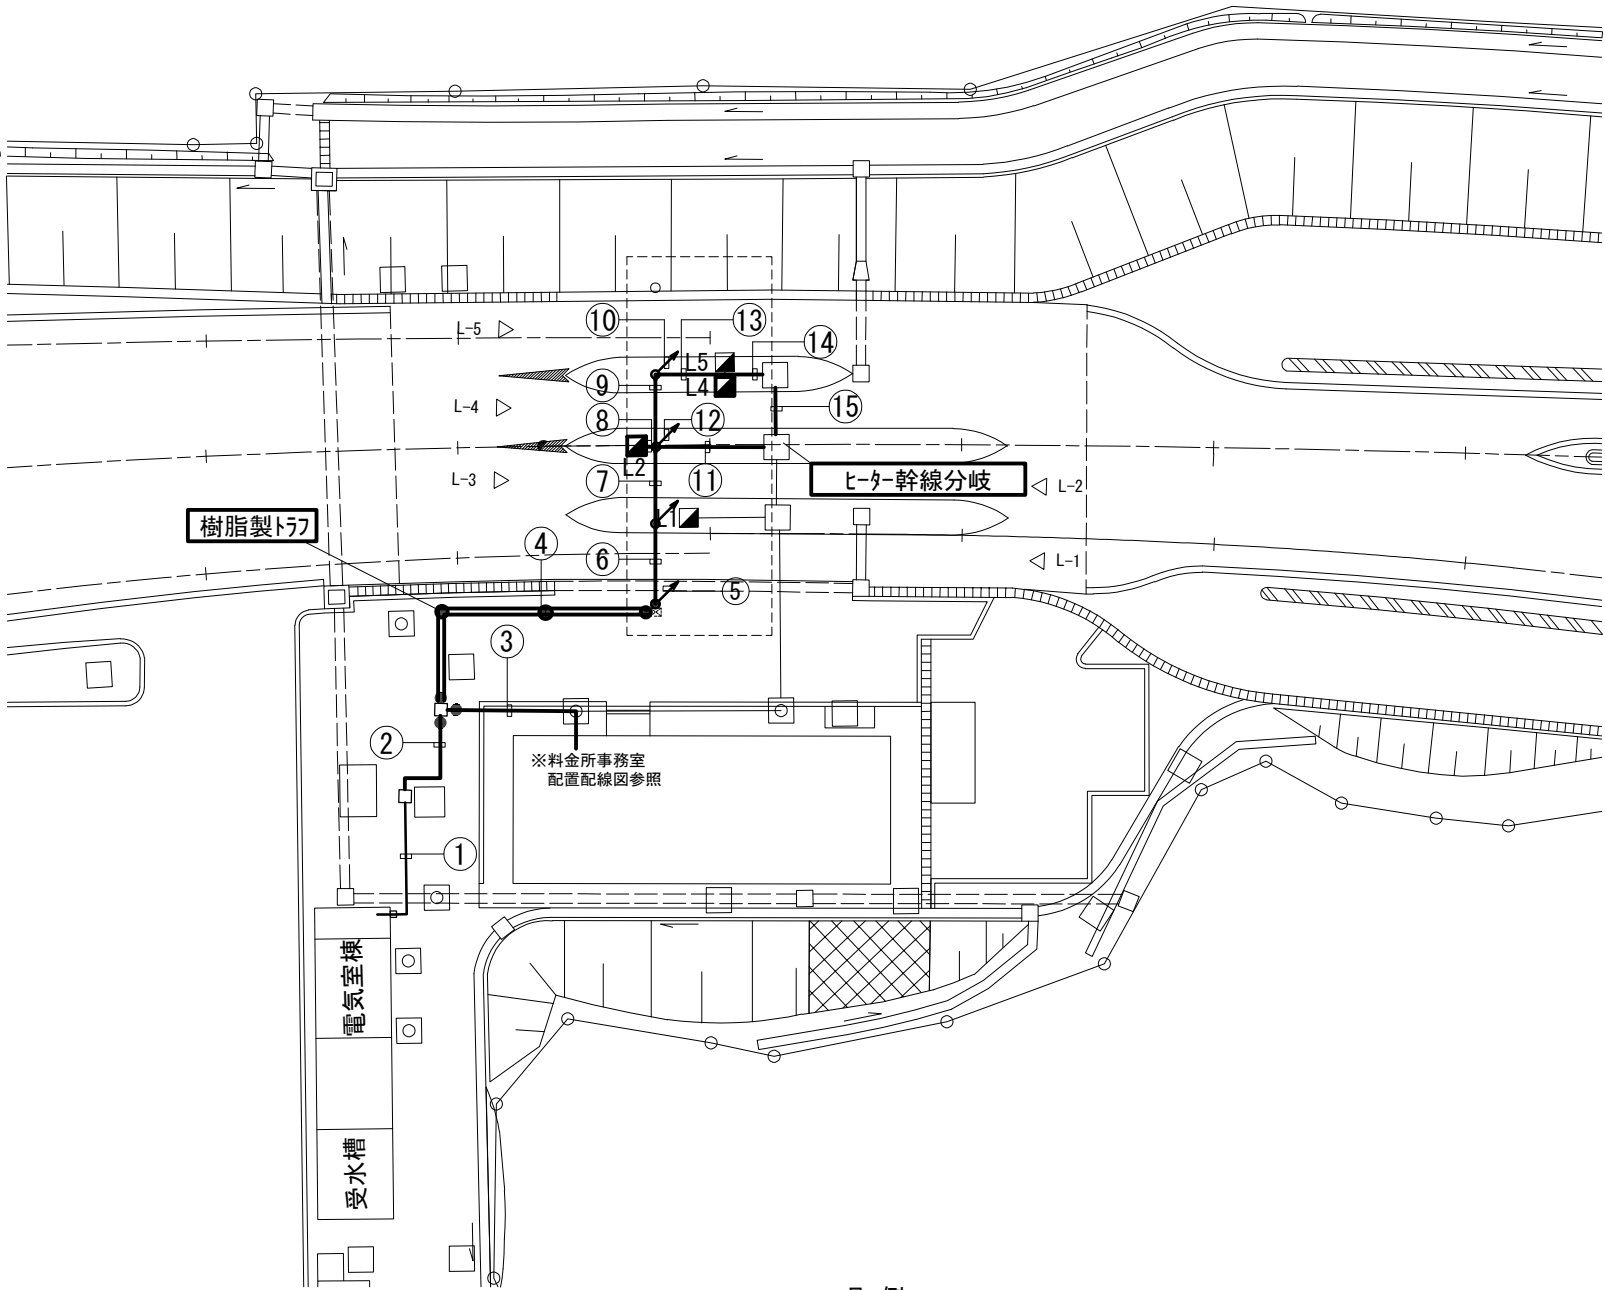 ⑩
⑬
L-5
⑭
L5
⑨
L4
L-4
⑮
⑧
⑫
L2
L-3
⑦
⑪
ヒーター幹線分岐
L-2
樹脂製トラフ
L1
④
⑥
L-1
⑤
③
②
※料金所事務室
配置配線図参照
①
電気室棟
受水槽